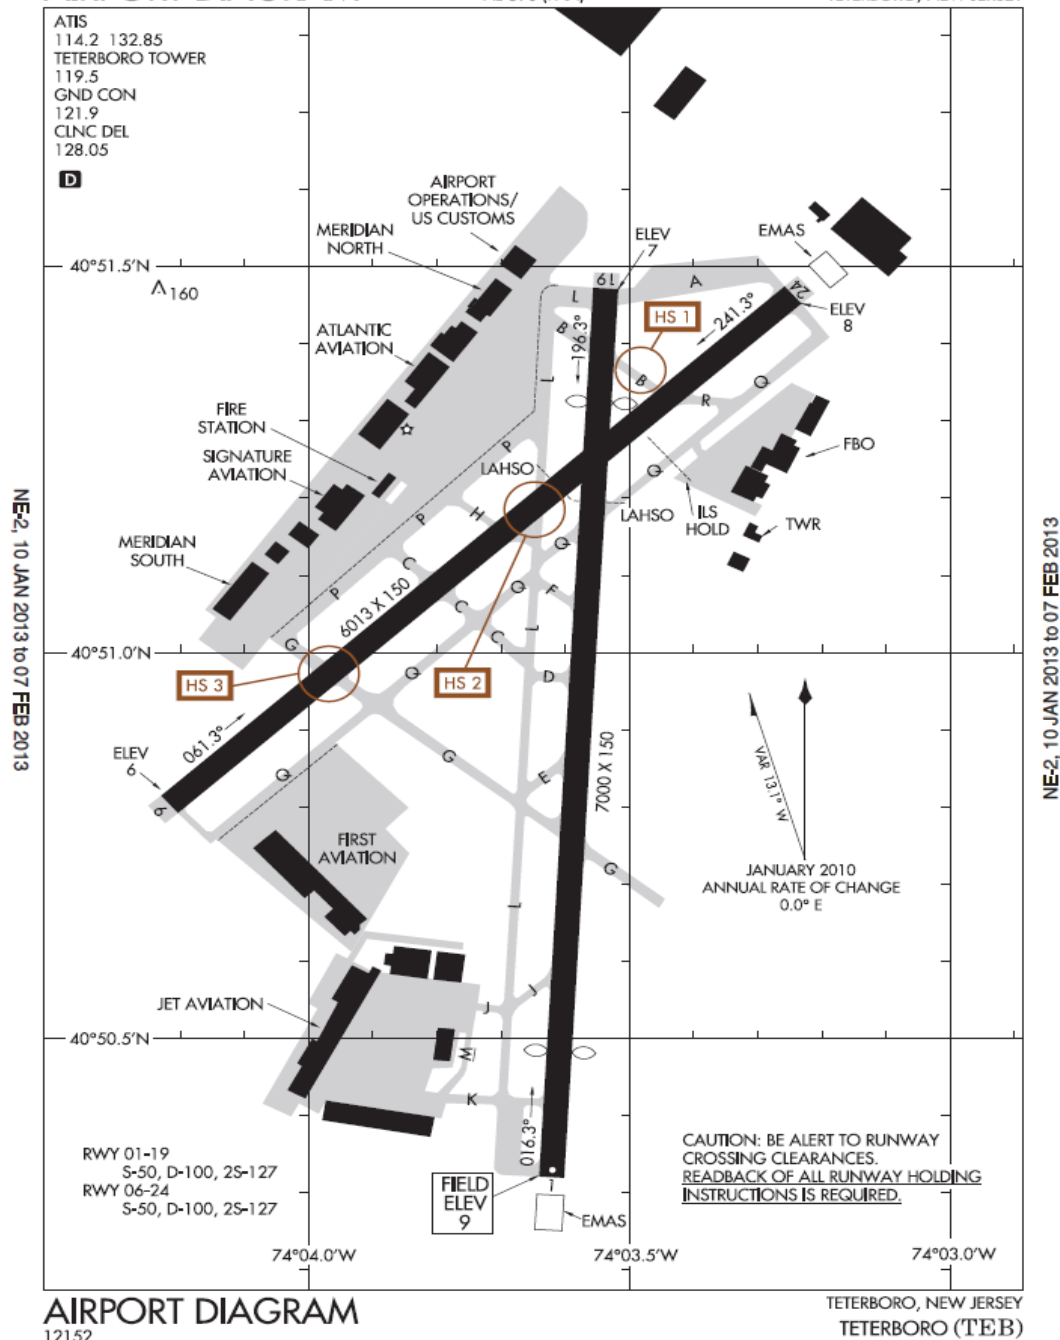 ATIS
114.2 132.85
TETERBORO TOWER
119.5
GND CON
121.9
CLNC DEL
128.05
D
AIRPORT
OPERATIONS/
US CUSTOMS
MERIDIAN
NORTH
ELEV
7
EMAS
40°51.5'N
160
ATLANTIC
AVIATION
19
L
A
24
HS 1
241.3°
ELEV
8
B
196.3°
L
B
R
Q
FIRE
STATION
SIGNATURE
AVIATION
P
LAHSO
Q
FBO
MERIDIAN
SOUTH
P
H
LAHSO
ILS
HOLD
TWR
C
Q
P
6013 X 150
C
Q
F
C
L
G
40°51.0'N
HS 3
Q
HS 2
D
061.3°
ELEV
6
G
Q
E
7000 X 150
VAR 13.1° W
6
FIRST
AVIATION
G
JANUARY 2010
ANNUAL RATE OF CHANGE
0.0° E
L
JET AVIATION
J
J
40°50.5'N
M
K
016.3°
RWY 01-19
S-50, D-100, 2S-127
RWY 06-24
S-50, D-100, 2S-127
CAUTION: BE ALERT TO RUNWAY
CROSSING CLEARANCES.
READBACK OF ALL RUNWAY HOLDING
INSTRUCTIONS IS REQUIRED.
FIELD
ELEV
9
1
EMAS
74°04.0'W
74°03.5'W
74°03.0'W
NE-2, 10 JAN 2013 to 07 FEB 2013
NE-2, 10 JAN 2013 to 07 FEB 2013
AIRPORT DIAGRAM
12152
TETERBORO, NEW JERSEY
TETERBORO (TEB)